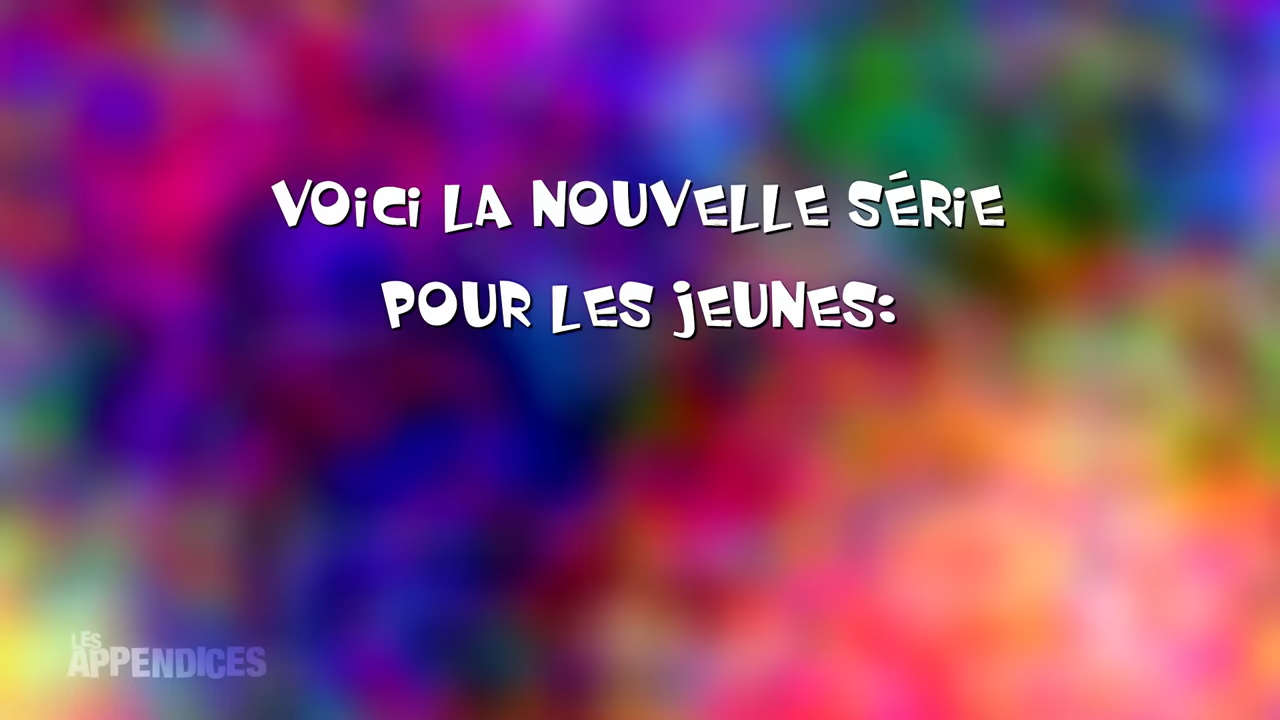 VOICI LA NOUVELLE SÉRIE
POUR LES JEUNES:
LES
APPENDICES